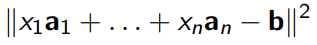 ‖x₁a₁ + … + xₙaₙ − b‖²